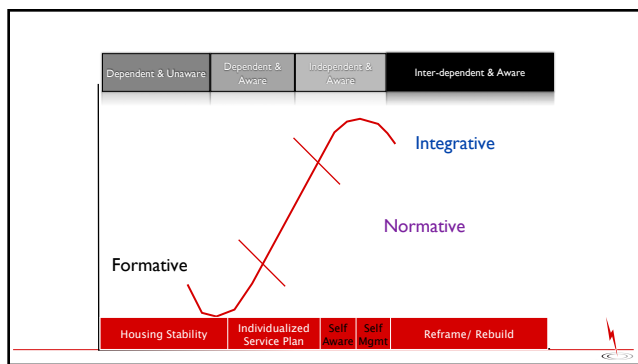 Dependent & Unaware
Dependent &
Aware
Independent &
Aware
Inter-dependent & Aware
Integrative
Normative
Formative
Housing Stability
Individualized
Service Plan
Self
Aware
Self
Mgmt
Reframe/ Rebuild